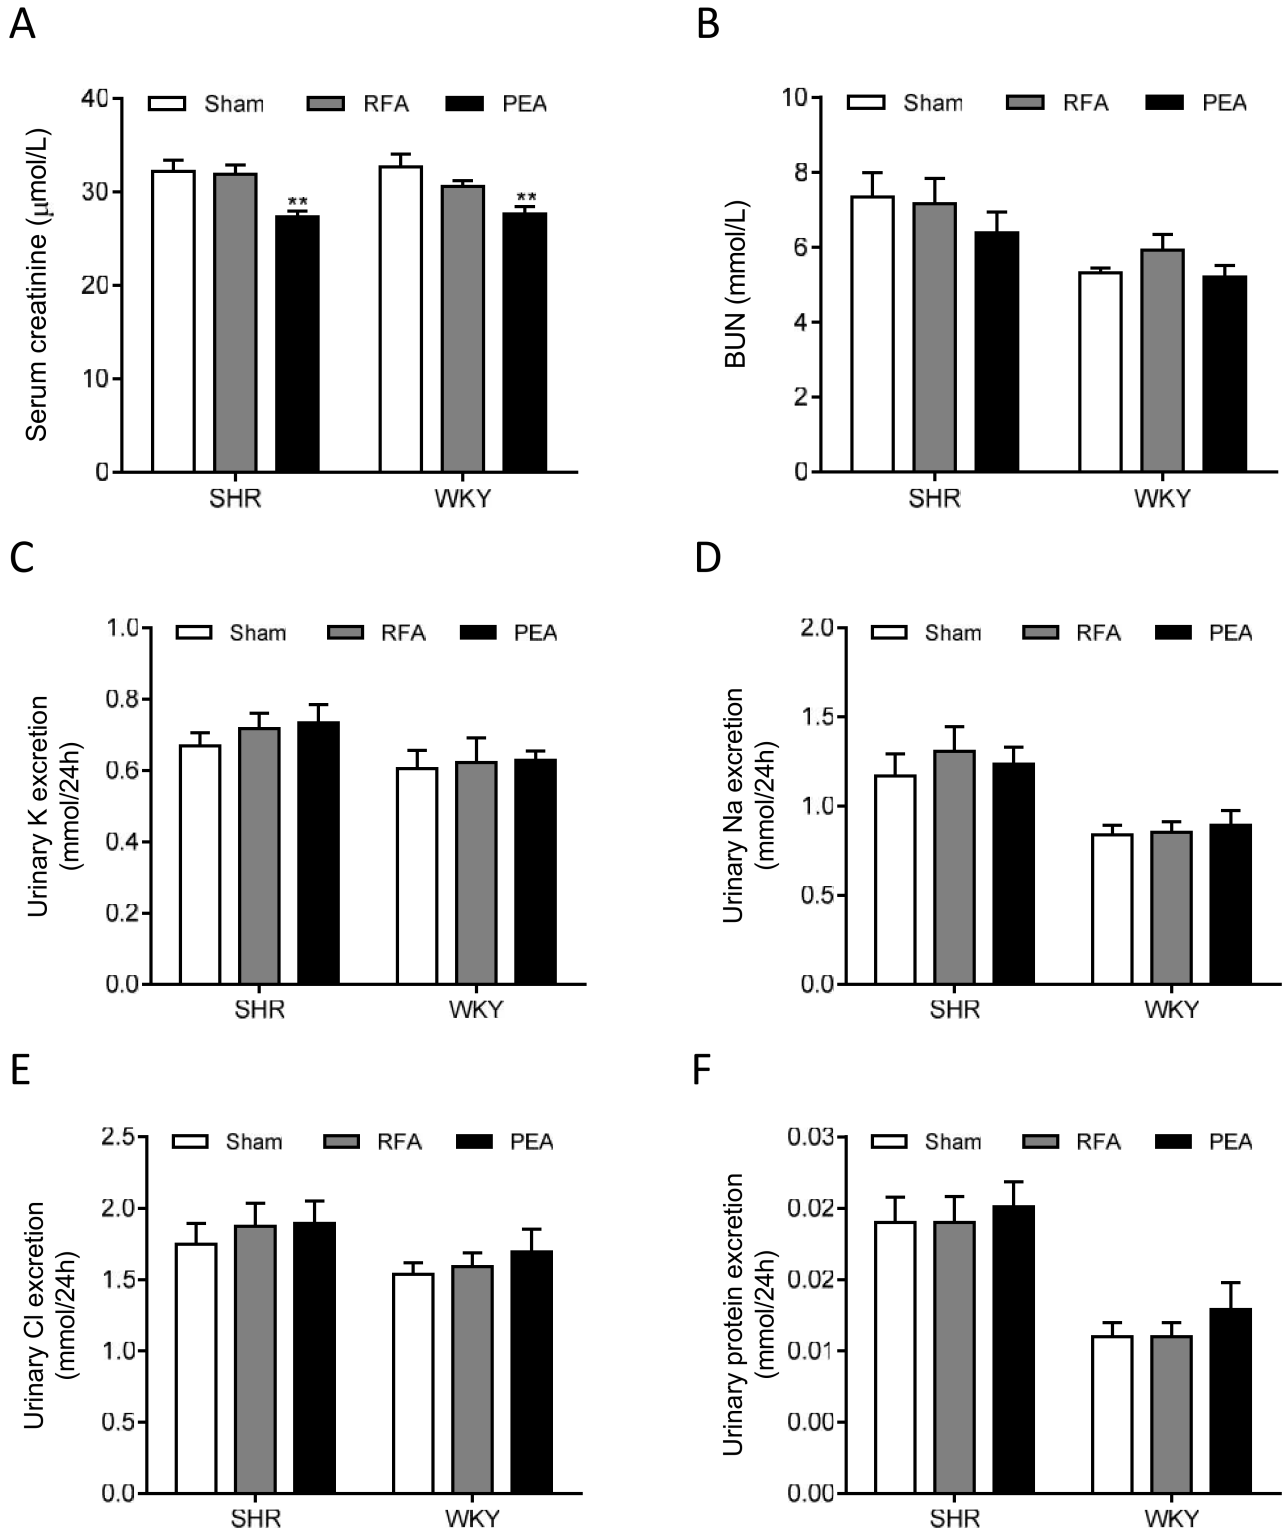 A
B
Sham RFA PEA
Sham RFA PEA
Serum creatinine (μmol/L)
40
30
20
10
0
** **
SHR WKY
BUN (mmol/L)
10
8
6
4
2
0
SHR WKY
C
D
Sham RFA PEA
Sham RFA PEA
Urinary K excretion
(mmol/24h)
1.0
0.8
0.6
0.4
0.2
0.0
SHR WKY
Urinary Na excretion
(mmol/24h)
2.0
1.5
1.0
0.5
0.0
SHR WKY
E
F
Sham RFA PEA
Sham RFA PEA
Urinary Cl excretion
(mmol/24h)
2.5
2.0
1.5
1.0
0.5
0.0
SHR WKY
Urinary protein excretion
(mmol/24h)
0.03
0.02
0.02
0.01
0.00
0.00
SHR WKY